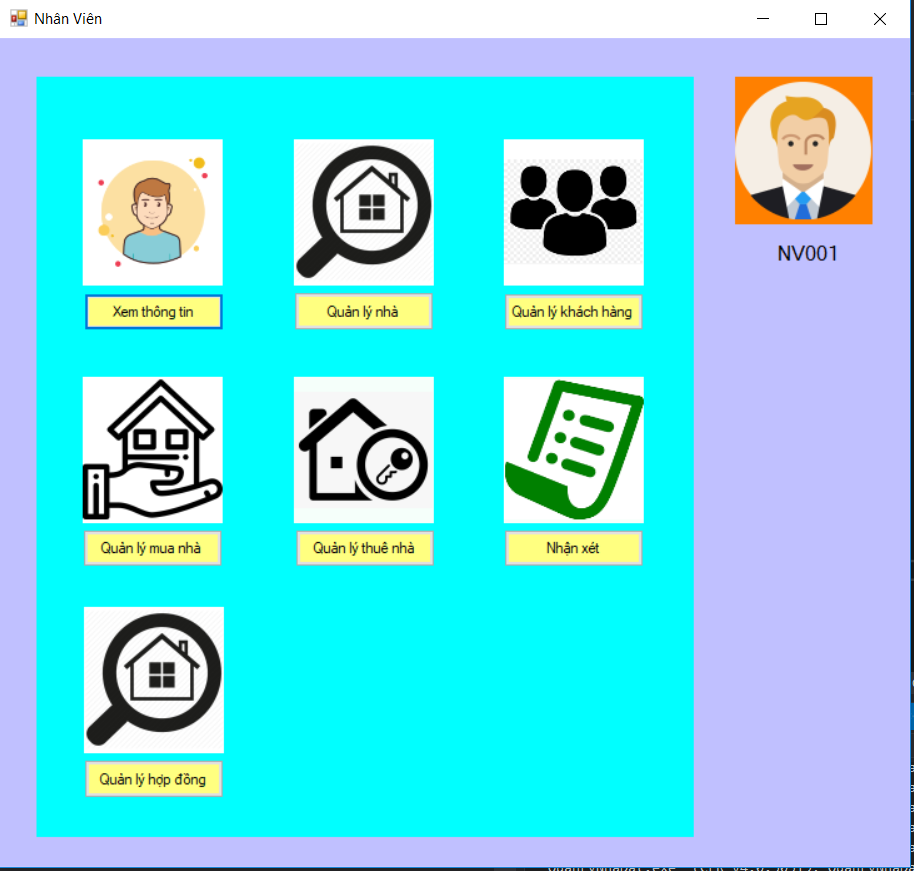 Nhân Viên
NV001
Xem thông tin
Quản lý nhà
Quản lý khách hàng
Quản lý mua nhà
Quản lý thuê nhà
Nhận xét
Quản lý hợp đồng